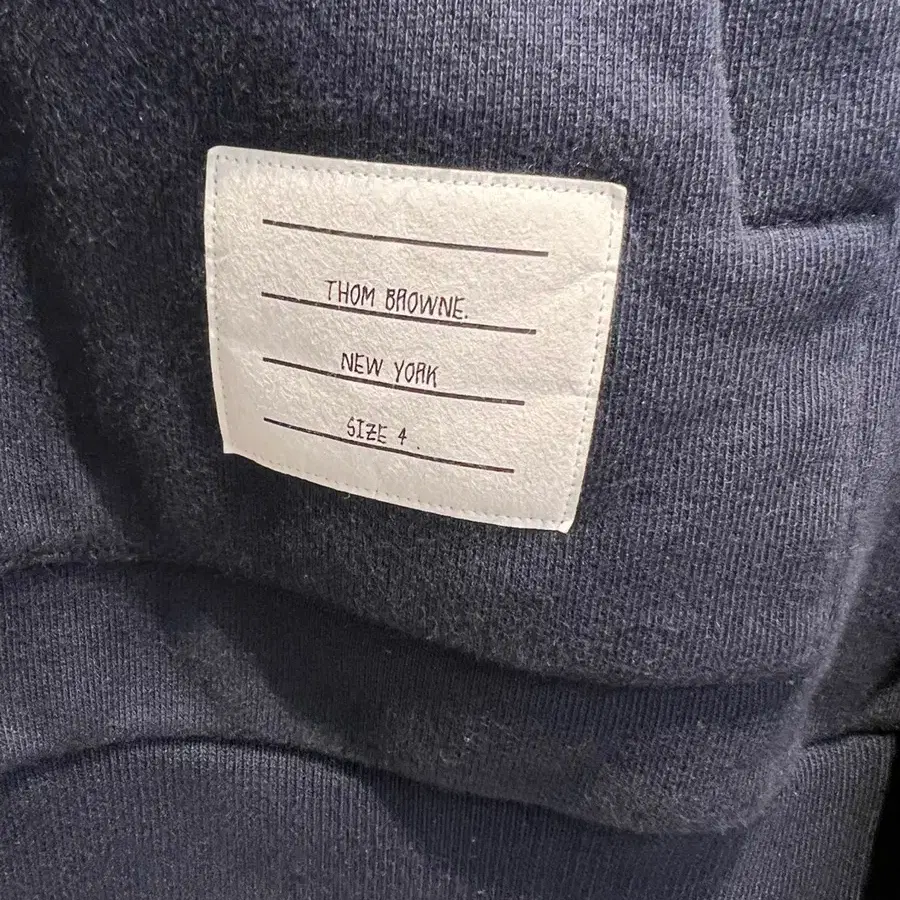 THOM BROWNE.
NEW YORK
SIZE 4 .